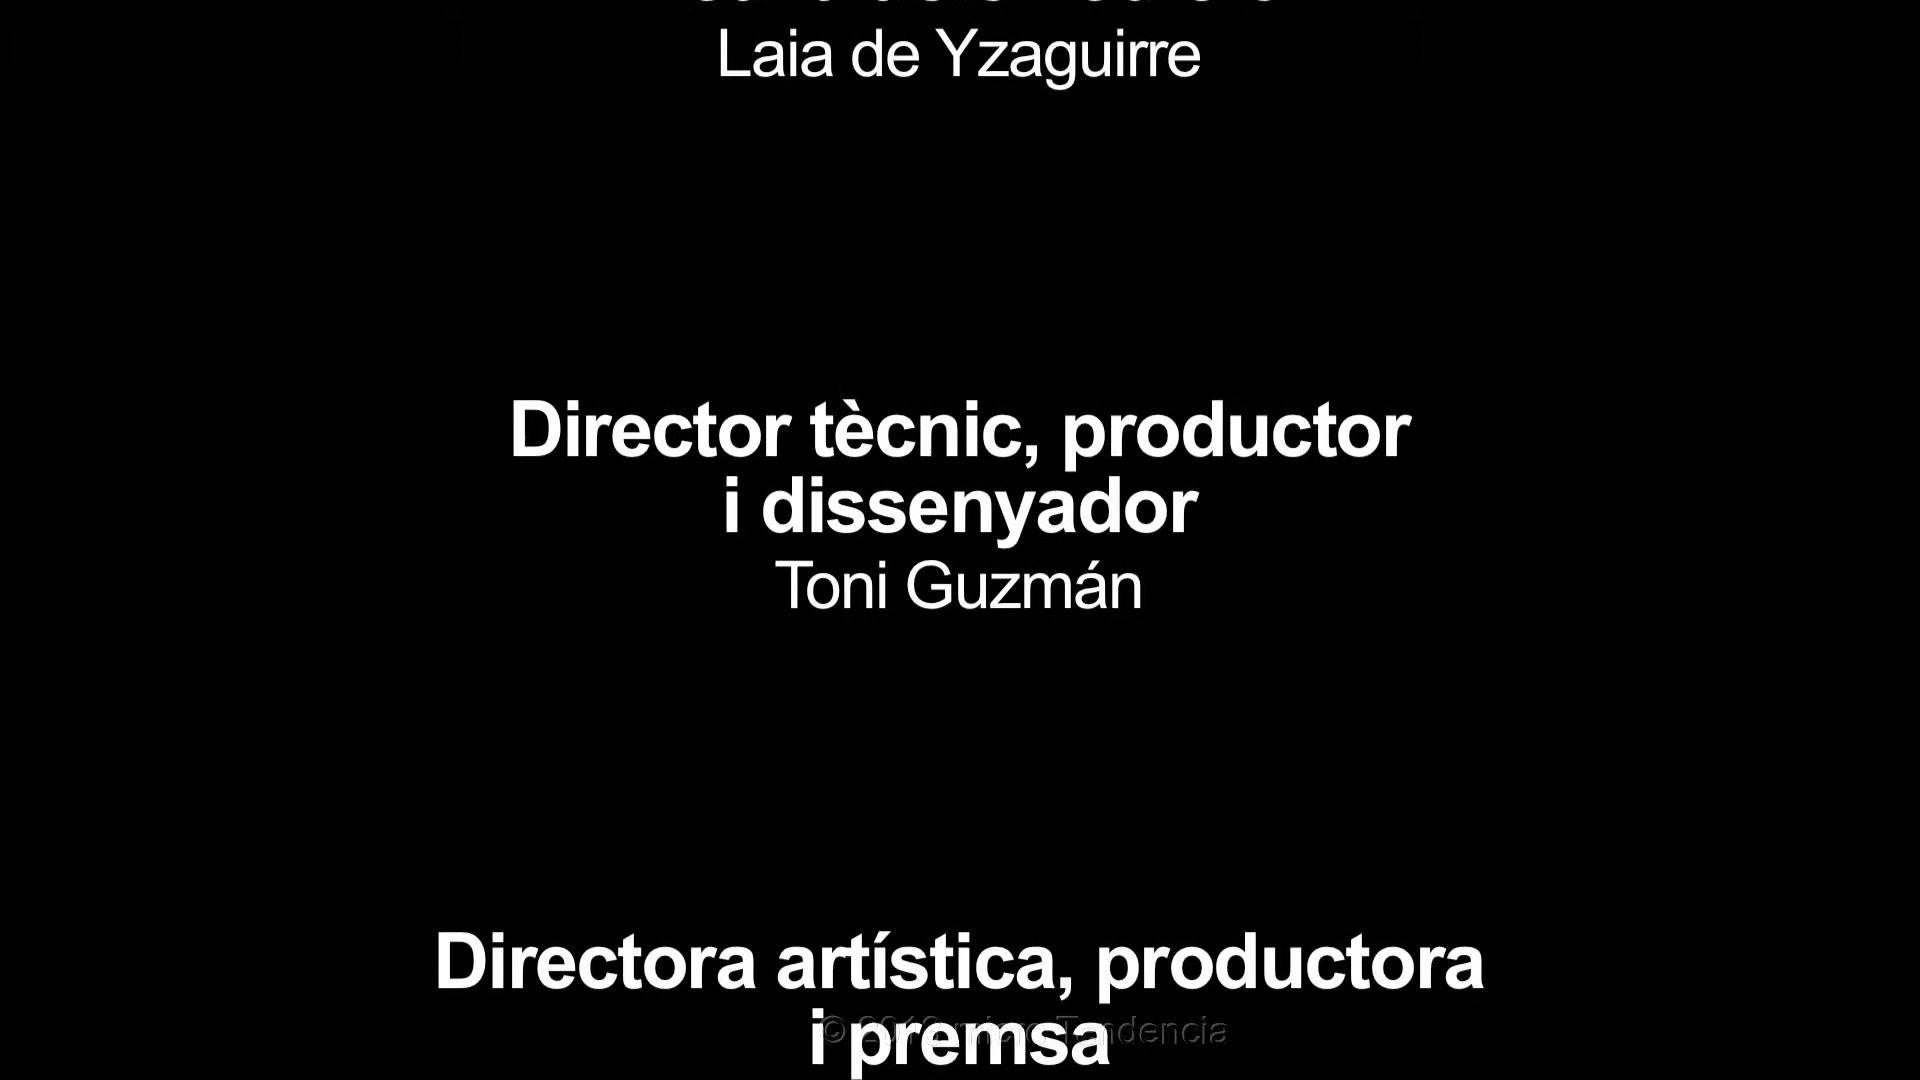 Laia de Yzaguirre
Director tècnic, productor
i dissenyador
Toni Guzmán
Directora artística, productora
i premsa